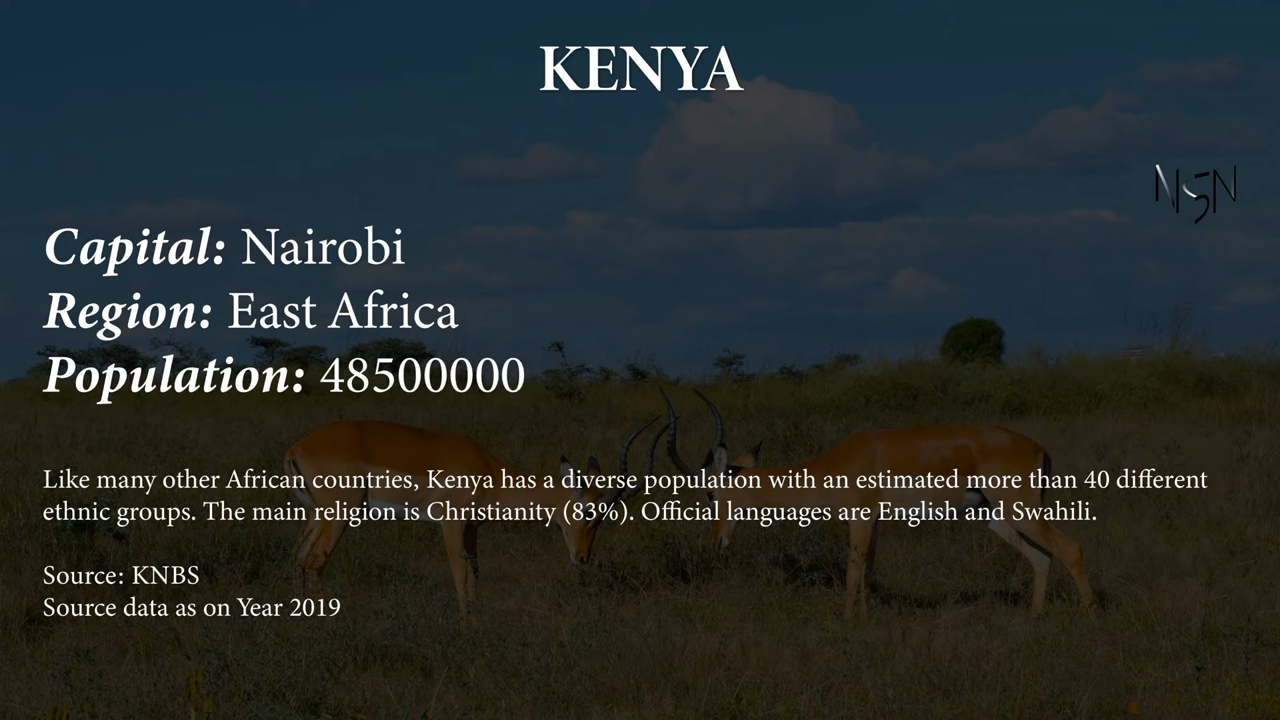 KENYA
NSN
Capital: Nairobi
Region: East Africa
Population: 48500000
Like many other African countries, Kenya has a diverse population with an estimated more than 40 different
ethnic groups. The main religion is Christianity (83%). Official languages are English and Swahili.
Source: KNBS
Source data as on Year 2019